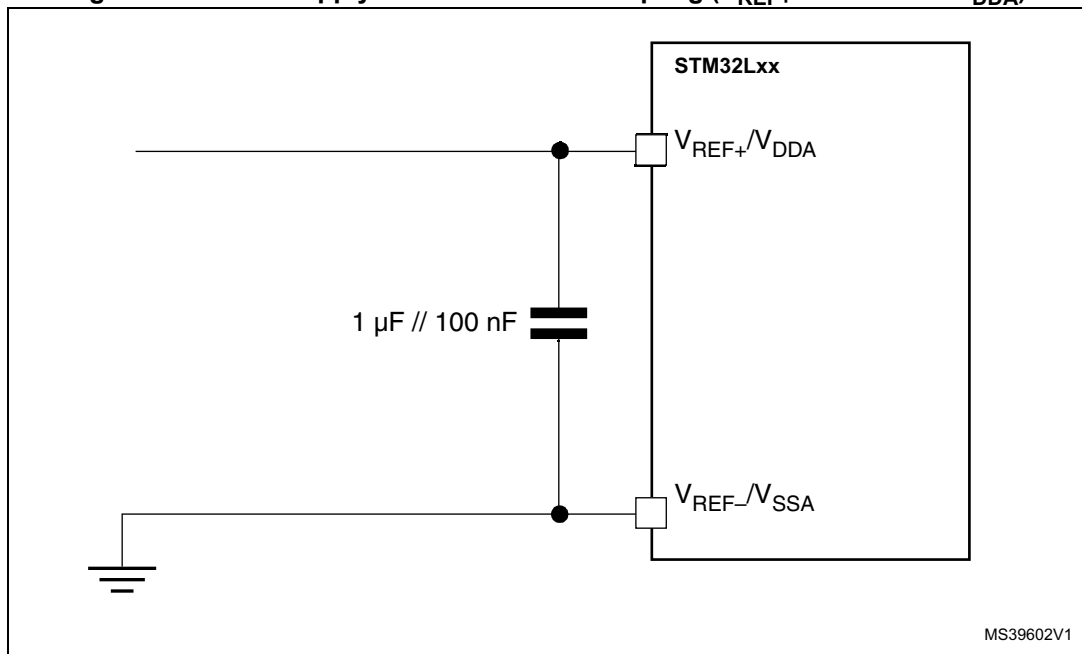 STM32Lxx
VREF+/VDDA
1 µF // 100 nF
VREF–/VSSA
MS39602V1